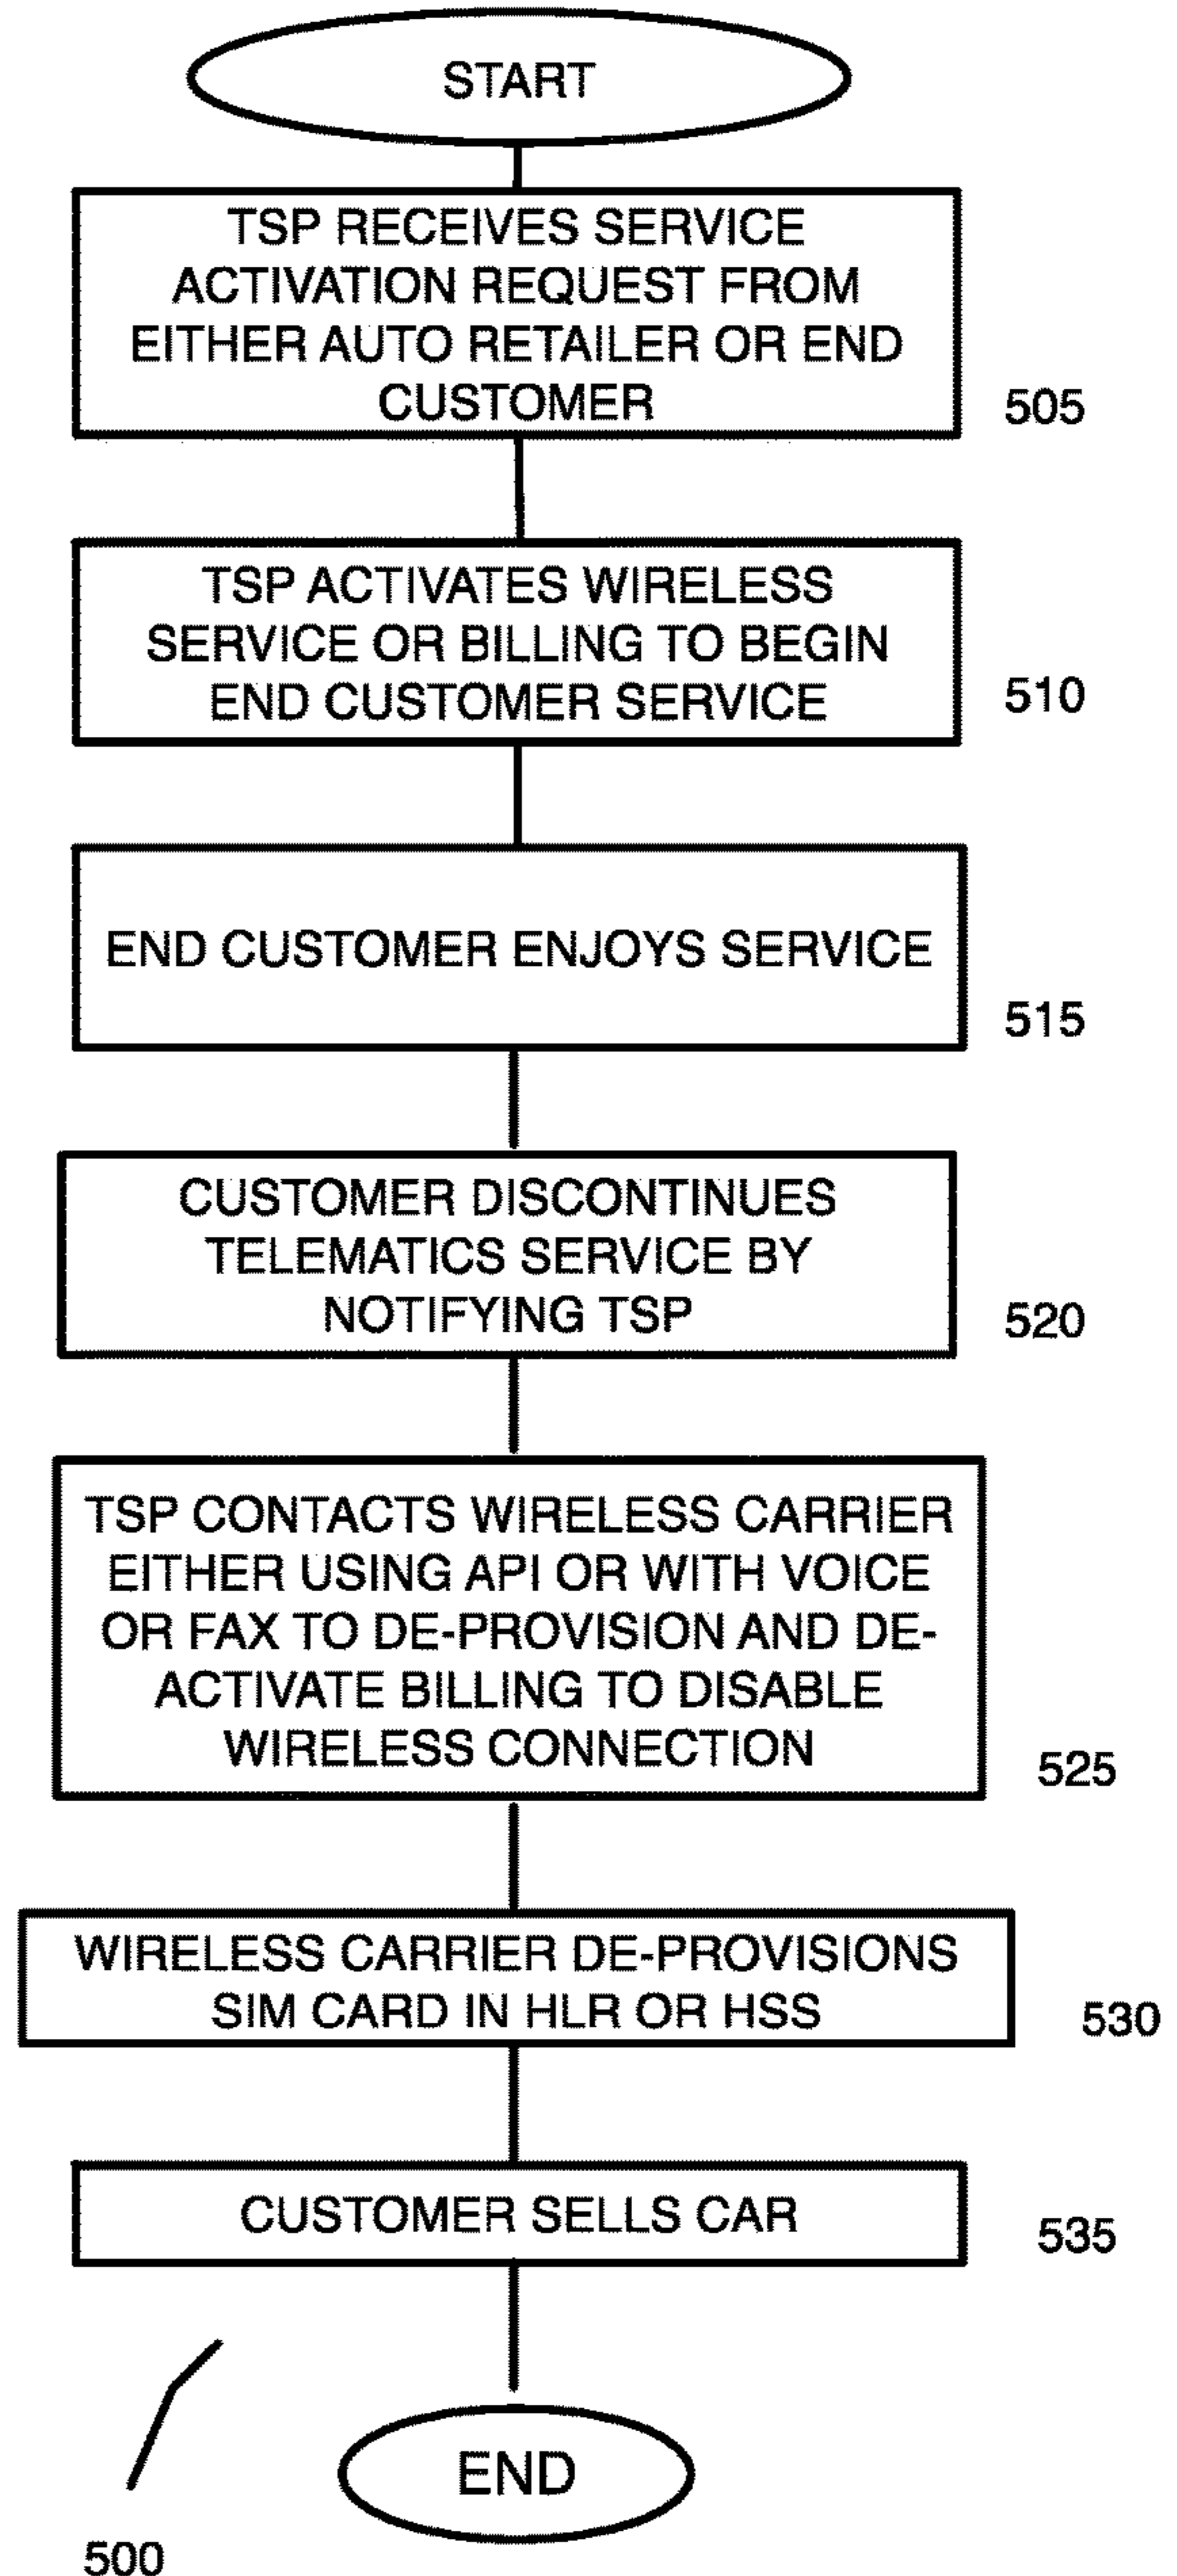 START
TSP RECEIVES SERVICE
ACTIVATION REQUEST FROM
EITHER AUTO RETAILER OR END
CUSTOMER
505
TSP ACTIVATES WIRELESS
SERVICE OR BILLING TO BEGIN
END CUSTOMER SERVICE
510
END CUSTOMER ENJOYS SERVICE
515
CUSTOMER DISCONTINUES
TELEMATICS SERVICE BY
NOTIFYING TSP
520
TSP CONTACTS WIRELESS CARRIER
EITHER USING API OR WITH VOICE
OR FAX TO DE-PROVISION AND DE-
ACTIVATE BILLING TO DISABLE
WIRELESS CONNECTION
525
WIRELESS CARRIER DE-PROVISIONS
SIM CARD IN HLR OR HSS
530
CUSTOMER SELLS CAR
535
END
500